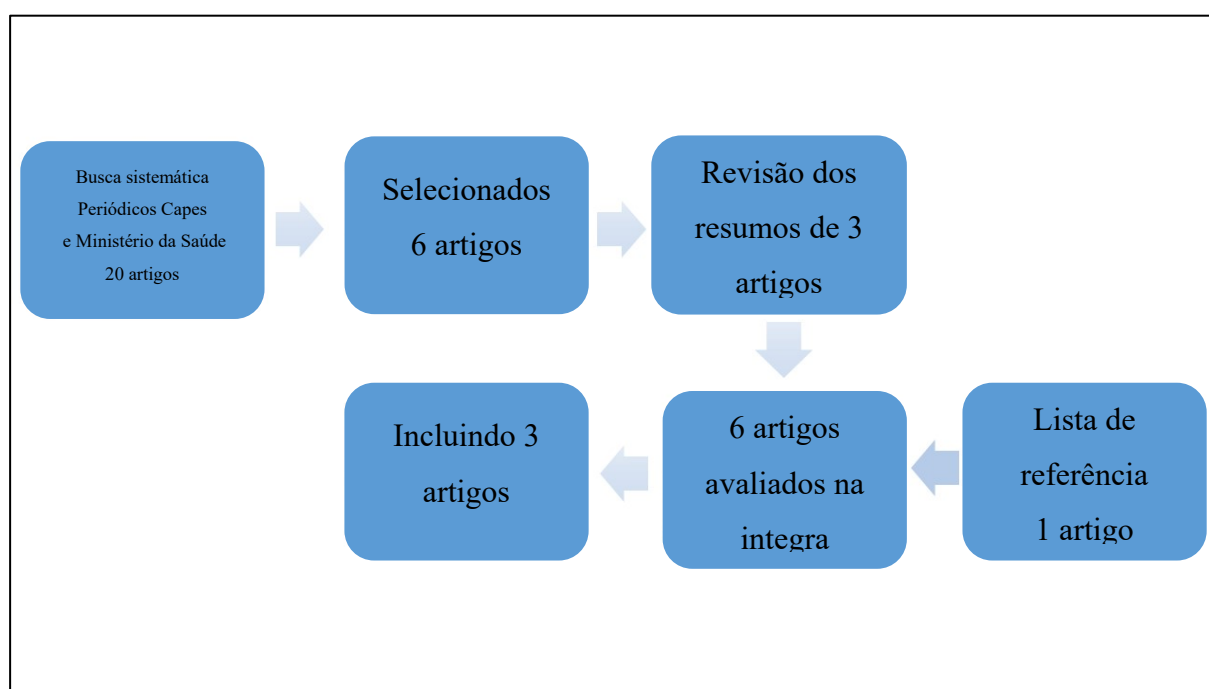 Busca sistemática
Periódicos Capes
e Ministério da Saúde
20 artigos
Selecionados
6 artigos
Revisão dos
resumos de 3
artigos
Incluindo 3
artigos
6 artigos
avaliados na
integra
Lista de
referência
1 artigo